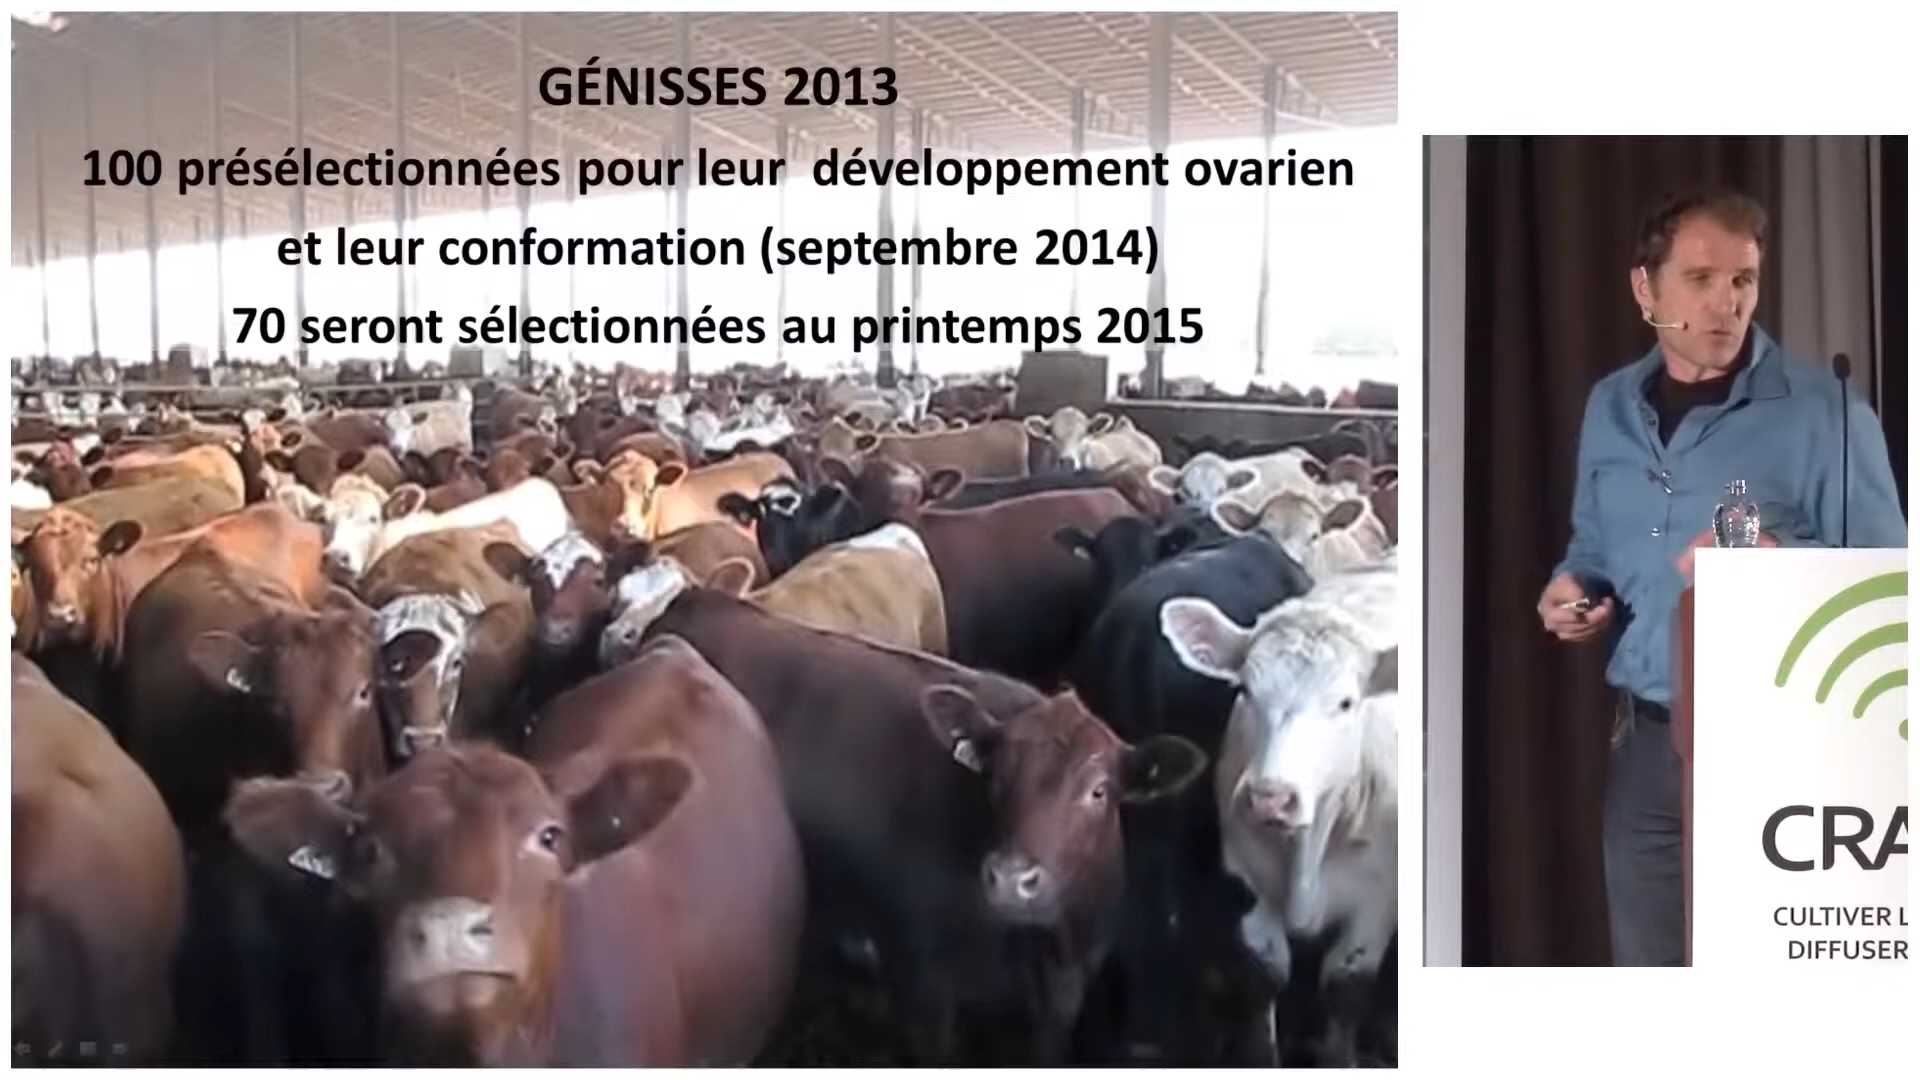 GÉNISSES 2013
100 présélectionnées pour leur développement ovarien
et leur conformation (septembre 2014)
70 seront sélectionnées au printemps 2015
CRA
CULTIVER L
DIFFUSER